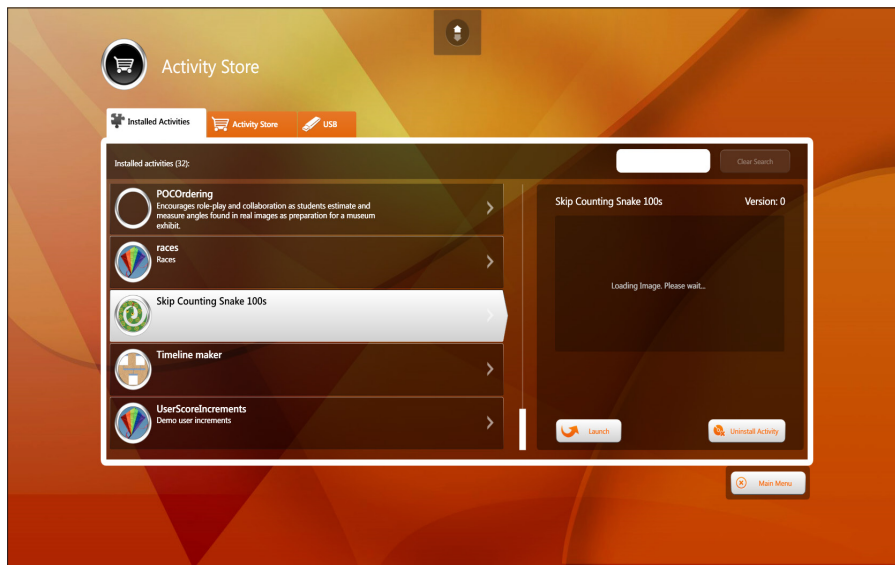 Activity Store
Installed Activities
Activity Store
USB
Installed activities (32):
Clear Search
POCOrdering
Encourages role-play and collaboration as students estimate and
measure angles found in real images as preparation for a museum
exhibit.
races
Races
Skip Counting Snake 100s
Timeline maker
UserScoreIncrements
Demo user increments
Skip Counting Snake 100s
Version: 0
Loading Image. Please wait...
Launch
Uninstall Activity
Main Menu